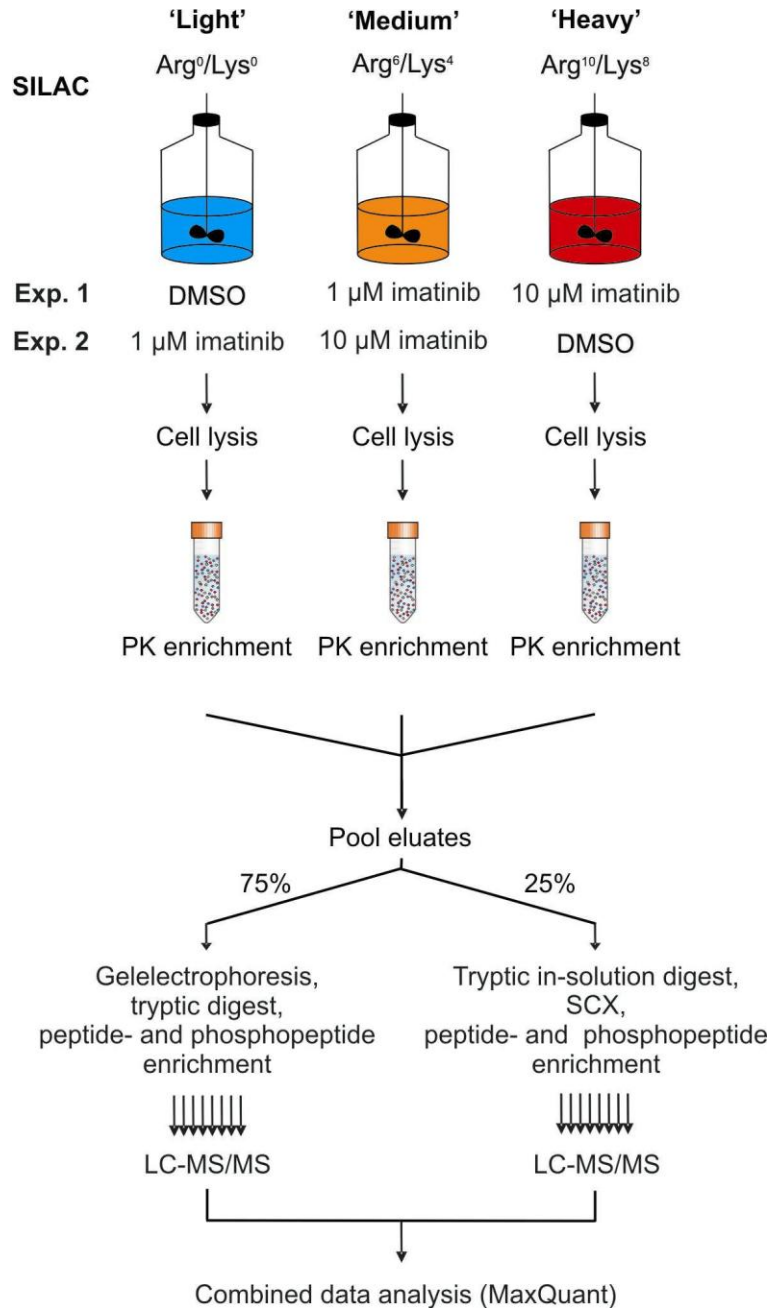 ‘Light’ ‘Medium’ ‘Heavy’
Arg⁰/Lys⁰ Arg⁶/Lys⁴ Arg¹⁰/Lys⁸
SILAC
Exp. 1 DMSO 1 µM imatinib 10 µM imatinib
Exp. 2 1 µM imatinib 10 µM imatinib DMSO
Cell lysis Cell lysis Cell lysis
PK enrichment PK enrichment PK enrichment
Pool eluates
75% 25%
Gelelectrophoresis,
tryptic digest,
peptide- and phosphopeptide
enrichment
Tryptic in-solution digest,
SCX,
peptide- and phosphopeptide
enrichment
LC-MS/MS LC-MS/MS
Combined data analysis (MaxQuant)